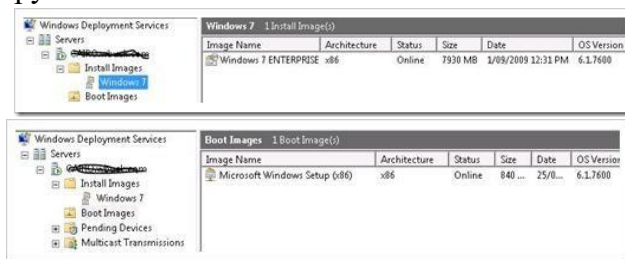 ру
Windows Deployment Services
Servers
Install Images
Windows 7
Boot Images
Windows 7 1 Install Image(s)
Image Name Architecture Status Size Date OS Version
Windows 7 ENTERPRISE x86 Online 7930 MB 1/09/2009 12:31 PM 6.1.7600
Windows Deployment Services
Servers
Install Images
Windows 7
Boot Images
Pending Devices
Multicast Transmissions
Boot Images 1 Boot Image(s)
Image Name Architecture Status Size Date OS Version
Microsoft Windows Setup (x86) x86 Online 840 ... 25/0... 6.1.7600